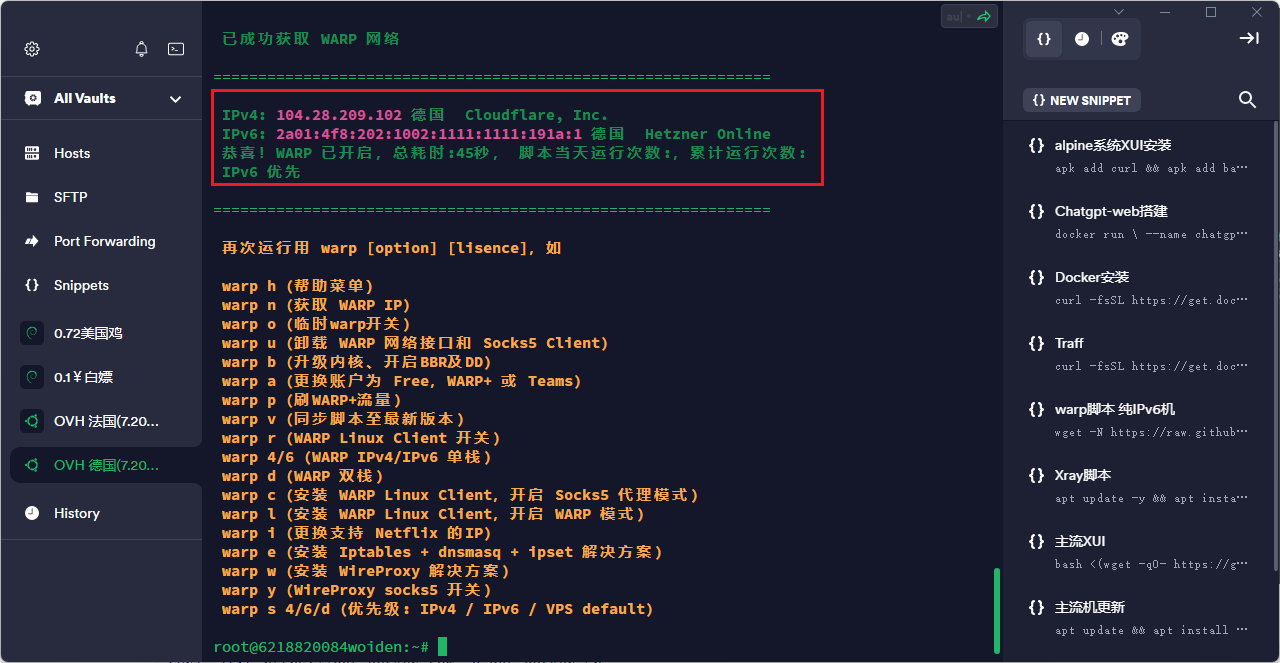 All Vaults
Hosts
SFTP
Port Forwarding
Snippets
0.72美国鸡
0.1¥白嫖
OVH 法国(7.20...
OVH 德国(7.20...
History
已成功获取 WARP 网络
==============================================================
IPv4: 104.28.209.102 德国 Cloudflare, Inc.
IPv6: 2a01:4f8:202:1002:1111:1111:191a:1 德国 Hetzner Online
恭喜！WARP 已开启，总耗时:45秒， 脚本当天运行次数:，累计运行次数：
IPv6 优先
==============================================================
再次运行用 warp [option] [lisence]，如
warp h (帮助菜单)
warp n (获取 WARP IP)
warp o (临时warp开关)
warp u (卸载 WARP 网络接口和 Socks5 Client)
warp b (升级内核、开启BBR及DD)
warp a (更换账户为 Free，WARP+ 或 Teams)
warp p (刷WARP+流量)
warp v (同步脚本至最新版本)
warp r (WARP Linux Client 开关)
warp 4/6 (WARP IPv4/IPv6 单栈)
warp d (WARP 双栈)
warp c (安装 WARP Linux Client，开启 Socks5 代理模式)
warp l (安装 WARP Linux Client，开启 WARP 模式)
warp i (更换支持 Netflix 的IP)
warp e (安装 Iptables + dnsmasq + ipset 解决方案)
warp w (安装 WireProxy 解决方案)
warp y (WireProxy socks5 开关)
warp s 4/6/d (优先级: IPv4 / IPv6 / VPS default)
root@6218820084woiden:~#
{}
{} NEW SNIPPET
{} alpine系统XUI安装
apk add curl && apk add ba···
{} Chatgpt-web搭建
docker run \ --name chatgp···
{} Docker安装
curl -fsSL https://get.doc···
{} Traff
curl -fsSL https://get.doc···
{} warp脚本 纯IPv6机
wget -N https://raw.github···
{} Xray脚本
apt update -y && apt insta···
{} 主流XUI
bash <(wget -qO- https://g···
{} 主流机更新
apt update && apt install ···